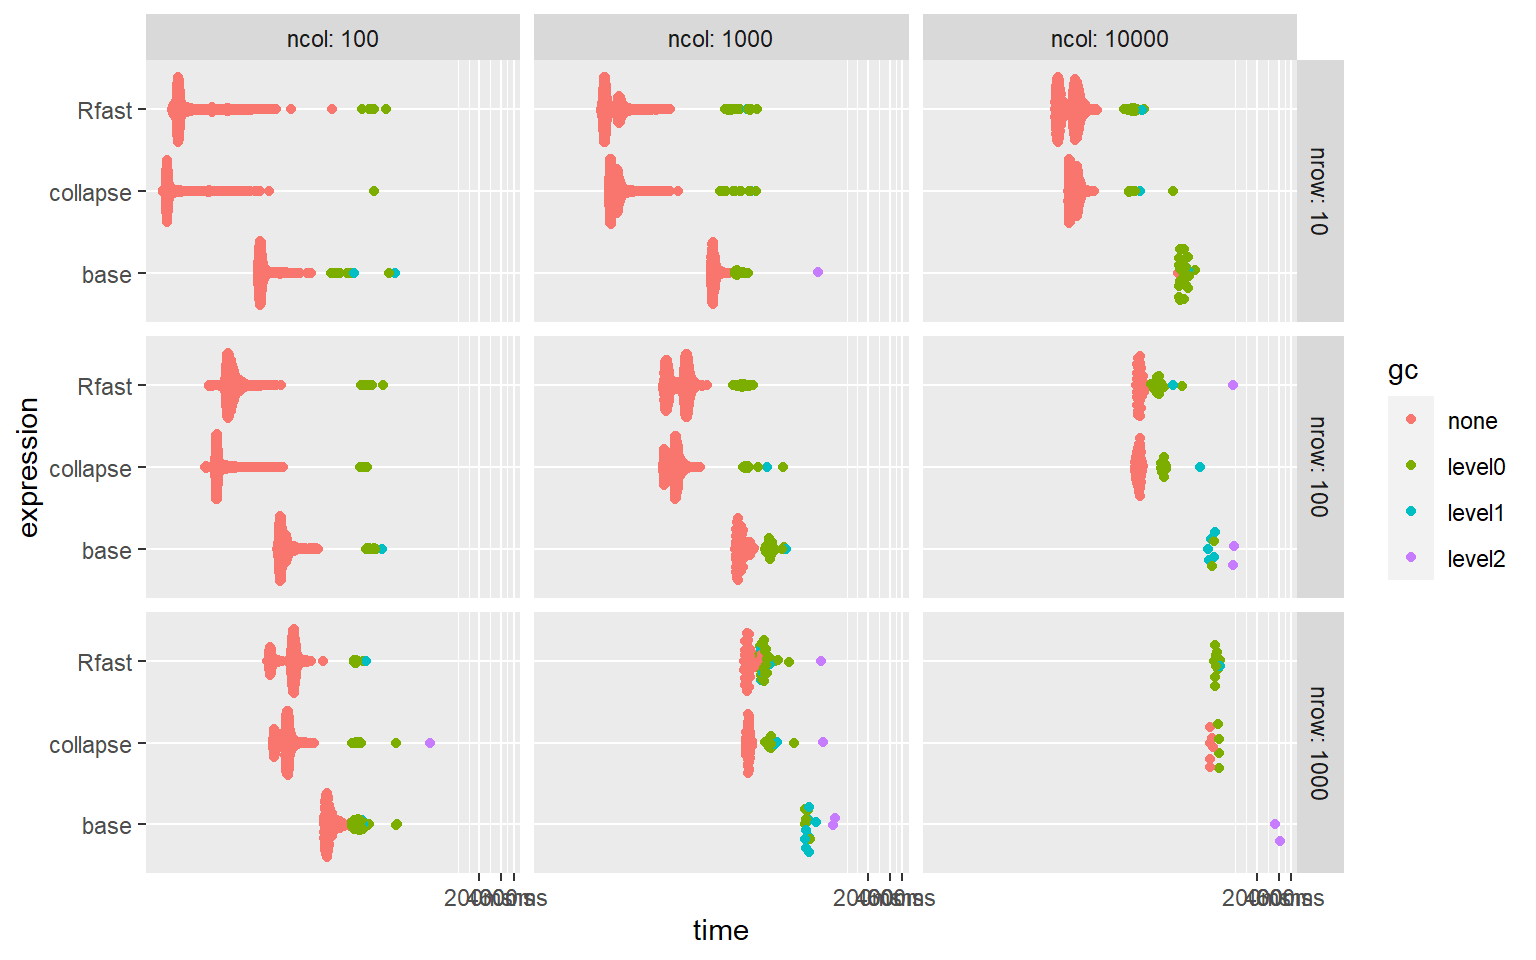 ncol: 100
ncol: 1000
ncol: 10000
Rfast
collapse
base
nrow: 10
Rfast
collapse
base
nrow: 100
Rfast
collapse
base
nrow: 1000
expression
time
gc
none
level0
level1
level2